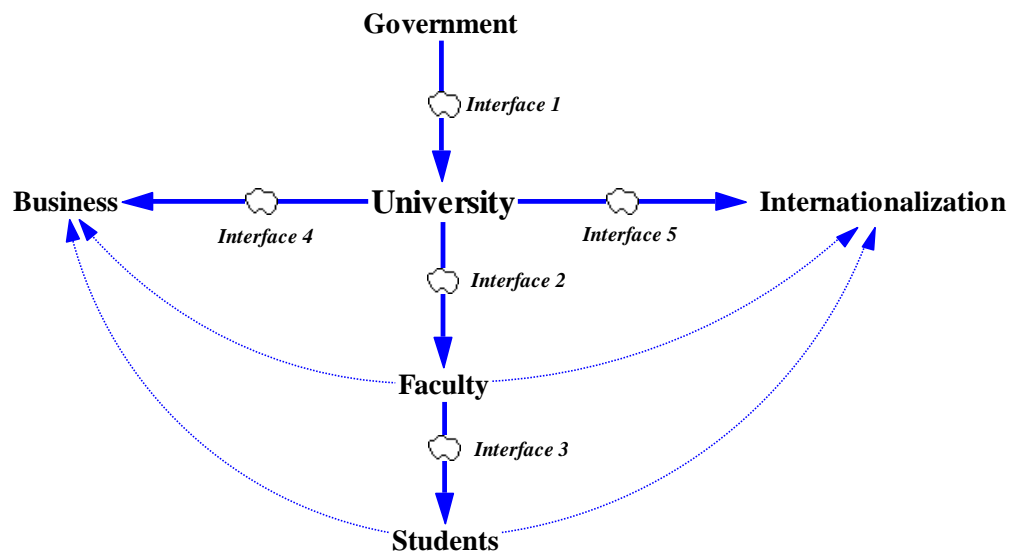 Government
Interface 1
Business
University
Internationalization
Interface 4
Interface 5
Interface 2
Faculty
Interface 3
Students